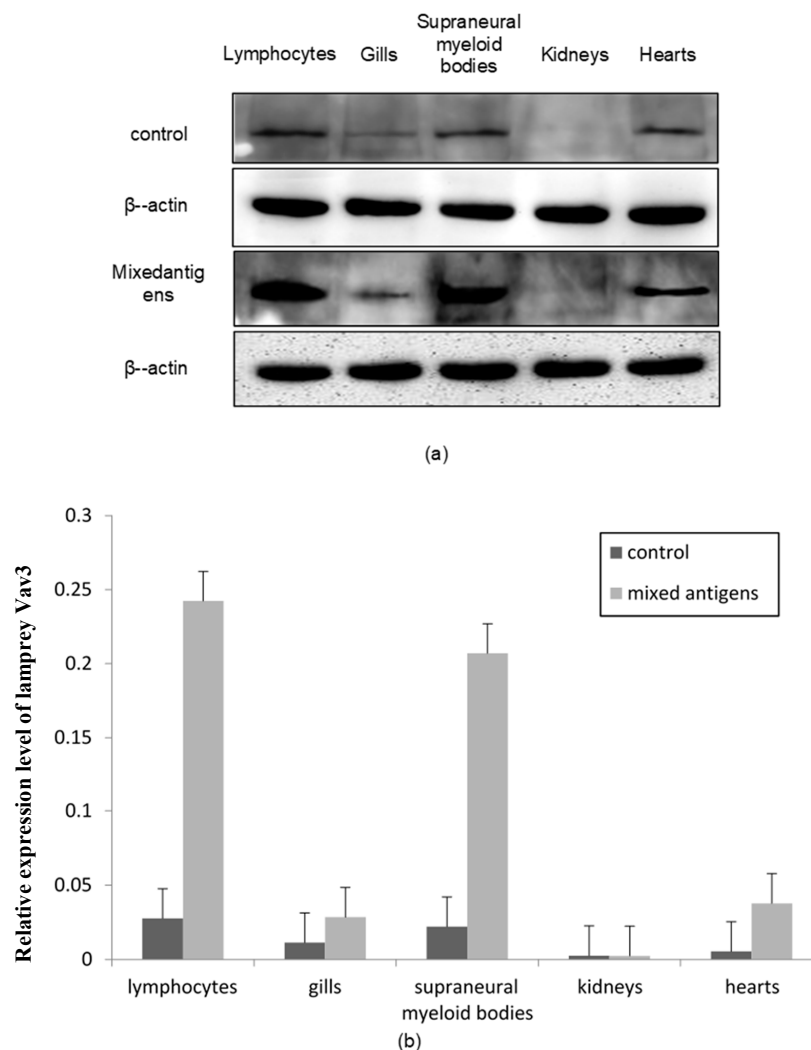 Lymphocytes Gills Supraneural myeloid bodies Kidneys Hearts
control
β--actin
Mixedantig
ens
β--actin
(a)
Relative expression level of lamprey Vav3
0.3
0.25
0.2
0.15
0.1
0.05
0
control
mixed antigens
lymphocytes gills supraneural kidneys hearts
myeloid bodies
(b)